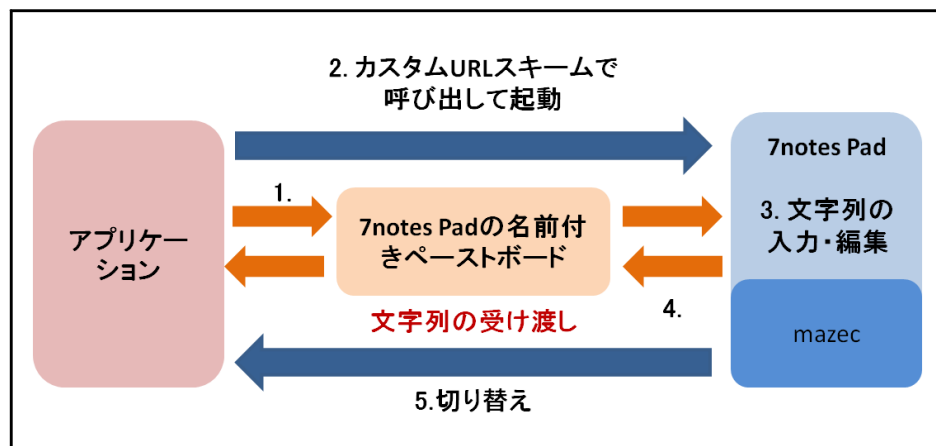 2. カスタムURLスキームで
呼び出して起動
7notes Pad
1.
アプリケー
ション
7notes Padの名前付
きペーストボード
3. 文字列の
入力・編集
文字列の受け渡し
4.
mazec
5.切り替え